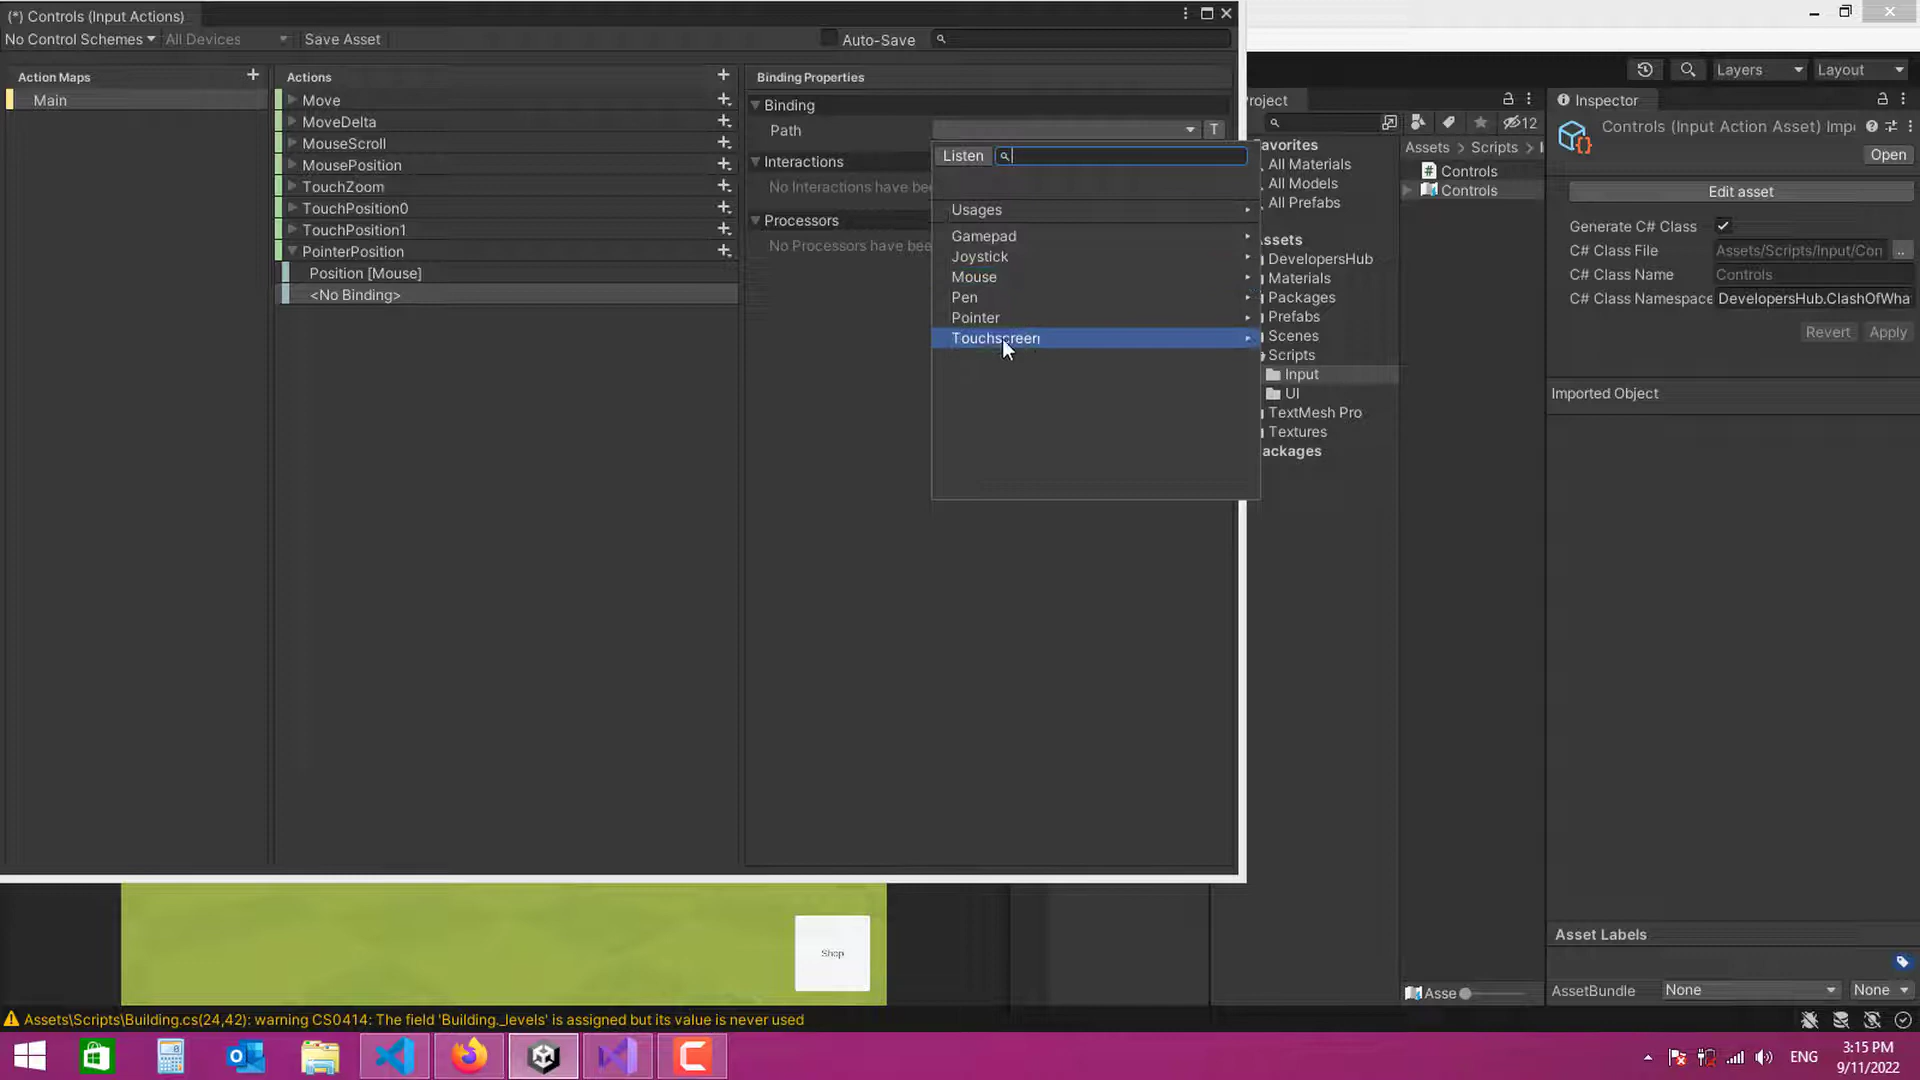 (*) Controls (Input Actions)
No Control Schemes
All Devices
Save Asset
Auto-Save
Action Maps
Main
Actions
Move
MoveDelta
MouseScroll
MousePosition
TouchZoom
TouchPosition0
TouchPosition1
PointerPosition
Position [Mouse]
<No Binding>
Binding Properties
Binding
Path
T
Interactions
No Interactions have bee
Processors
No Processors have bee
Listen
Usages
Gamepad
Joystick
Mouse
Pen
Pointer
Touchscreen
Layers
Layout
roject
12
avorites
All Materials
All Models
All Prefabs
ssets
DevelopersHub
Materials
Packages
Prefabs
Scenes
Scripts
Input
UI
TextMesh Pro
Textures
ackages
Assets > Scripts > I
Controls
Controls
Asse
Inspector
Controls (Input Action Asset) Impo
Open
Edit asset
Generate C# Class
C# Class File
Assets/Scripts/Input/Con
..
C# Class Name
Controls
C# Class Namespace
DevelopersHub.ClashOfWha
Revert
Apply
Imported Object
Asset Labels
AssetBundle
None
None
Shop
Assets\Scripts\Building.cs(24,42): warning CS0414: The field 'Building._levels' is assigned but its value is never used
ENG
3:15 PM
9/11/2022